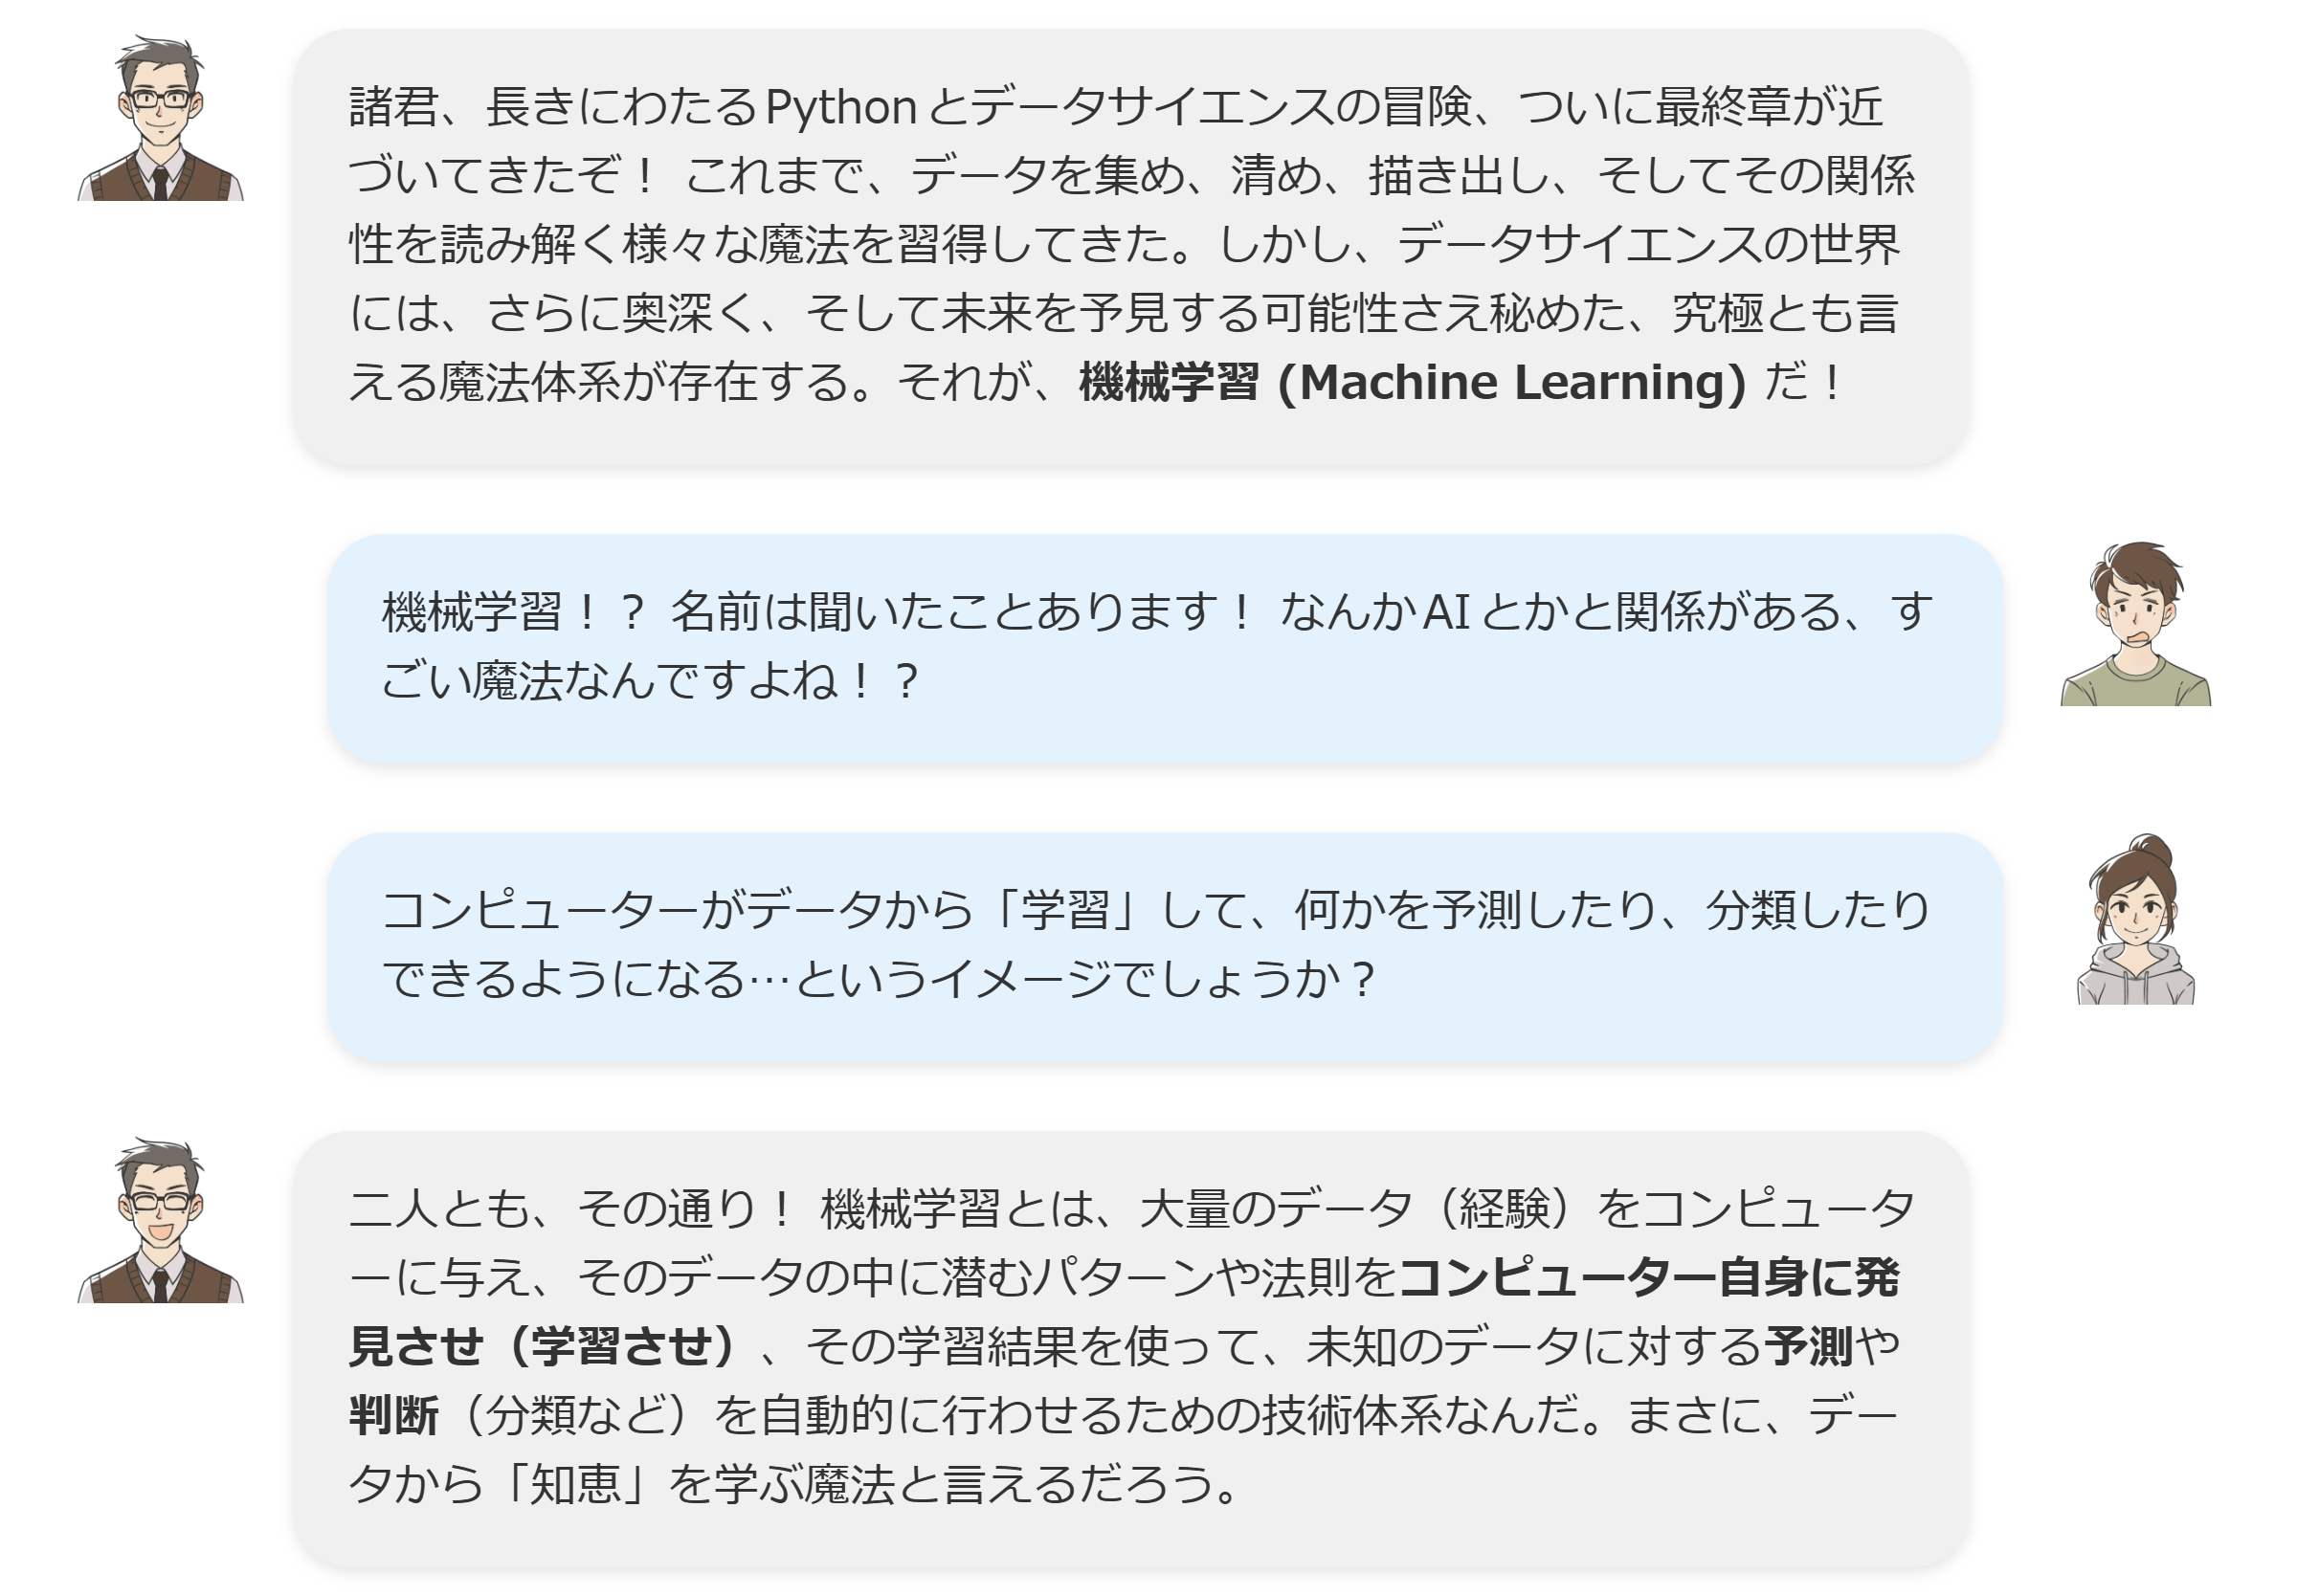 諸君、長きにわたるPythonとデータサイエンスの冒険、ついに最終章が近
づいてきたぞ！ これまで、データを集め、清め、描き出し、そしてその関係
性を読み解く様々な魔法を習得してきた。しかし、データサイエンスの世界
には、さらに奥深く、そして未来を予見する可能性さえ秘めた、究極とも言
える魔法体系が存在する。それが、機械学習 (Machine Learning) だ！
機械学習！？ 名前は聞いたことあります！ なんかAIとかと関係がある、す
ごい魔法なんですよね！？
コンピューターがデータから「学習」して、何かを予測したり、分類したり
できるようになる…というイメージでしょうか？
二人とも、その通り！ 機械学習とは、大量のデータ（経験）をコンピュータ
ーに与え、そのデータの中に潜むパターンや法則をコンピューター自身に発
見させ（学習させ）、その学習結果を使って、未知のデータに対する予測や
判断（分類など）を自動的に行わせるための技術体系なんだ。まさに、デー
タから「知恵」を学ぶ魔法と言えるだろう。